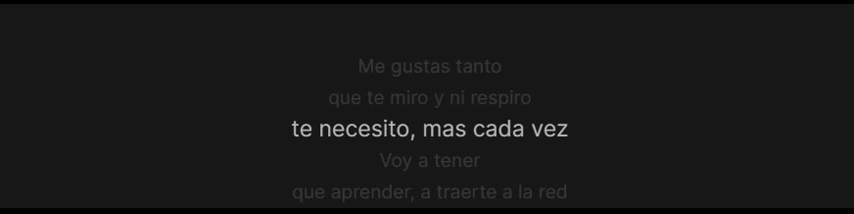 Me gustas tanto
que te miro y ni respiro
te necesito, mas cada vez
Voy a tener
que aprender, a traerte a la red